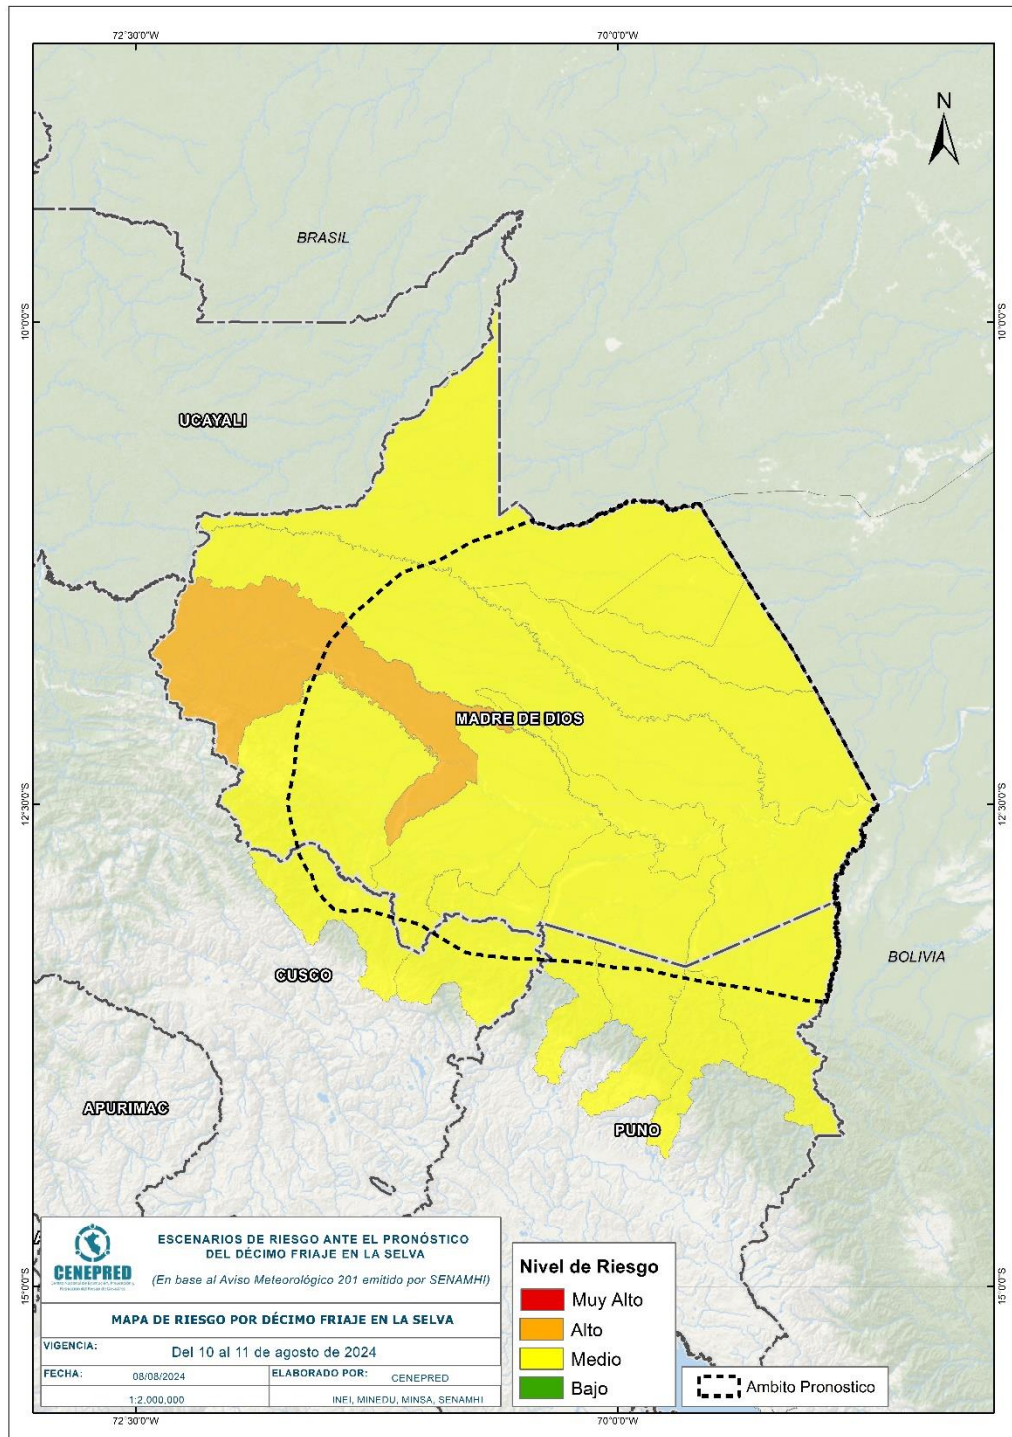 72°30'0"W
70°0'0"W
N
BRASIL
10°0'0"S
10°0'0"S
UCAYALI
MADRE DE DIOS
12°30'0"S
12°30'0"S
BOLIVIA
CUSCO
APURIMAC
PUNO
CENEPRED
ESCENARIOS DE RIESGO ANTE EL PRONÓSTICO
DEL DÉCIMO FRIAJE EN LA SELVA
(En base al Aviso Meteorológico 201 emitido por SENAMHI)
MAPA DE RIESGO POR DÉCIMO FRIAJE EN LA SELVA
VIGENCIA:
Del 10 al 11 de agosto de 2024
FECHA:
08/08/2024
ELABORADO POR:
CENEPRED
1:2,000,000
INEI, MINEDU, MINSA, SENAMHI
Nivel de Riesgo
Muy Alto
Alto
Medio
Bajo
Ambito Pronostico
15°0'0"S
15°0'0"S
72°30'0"W
70°0'0"W